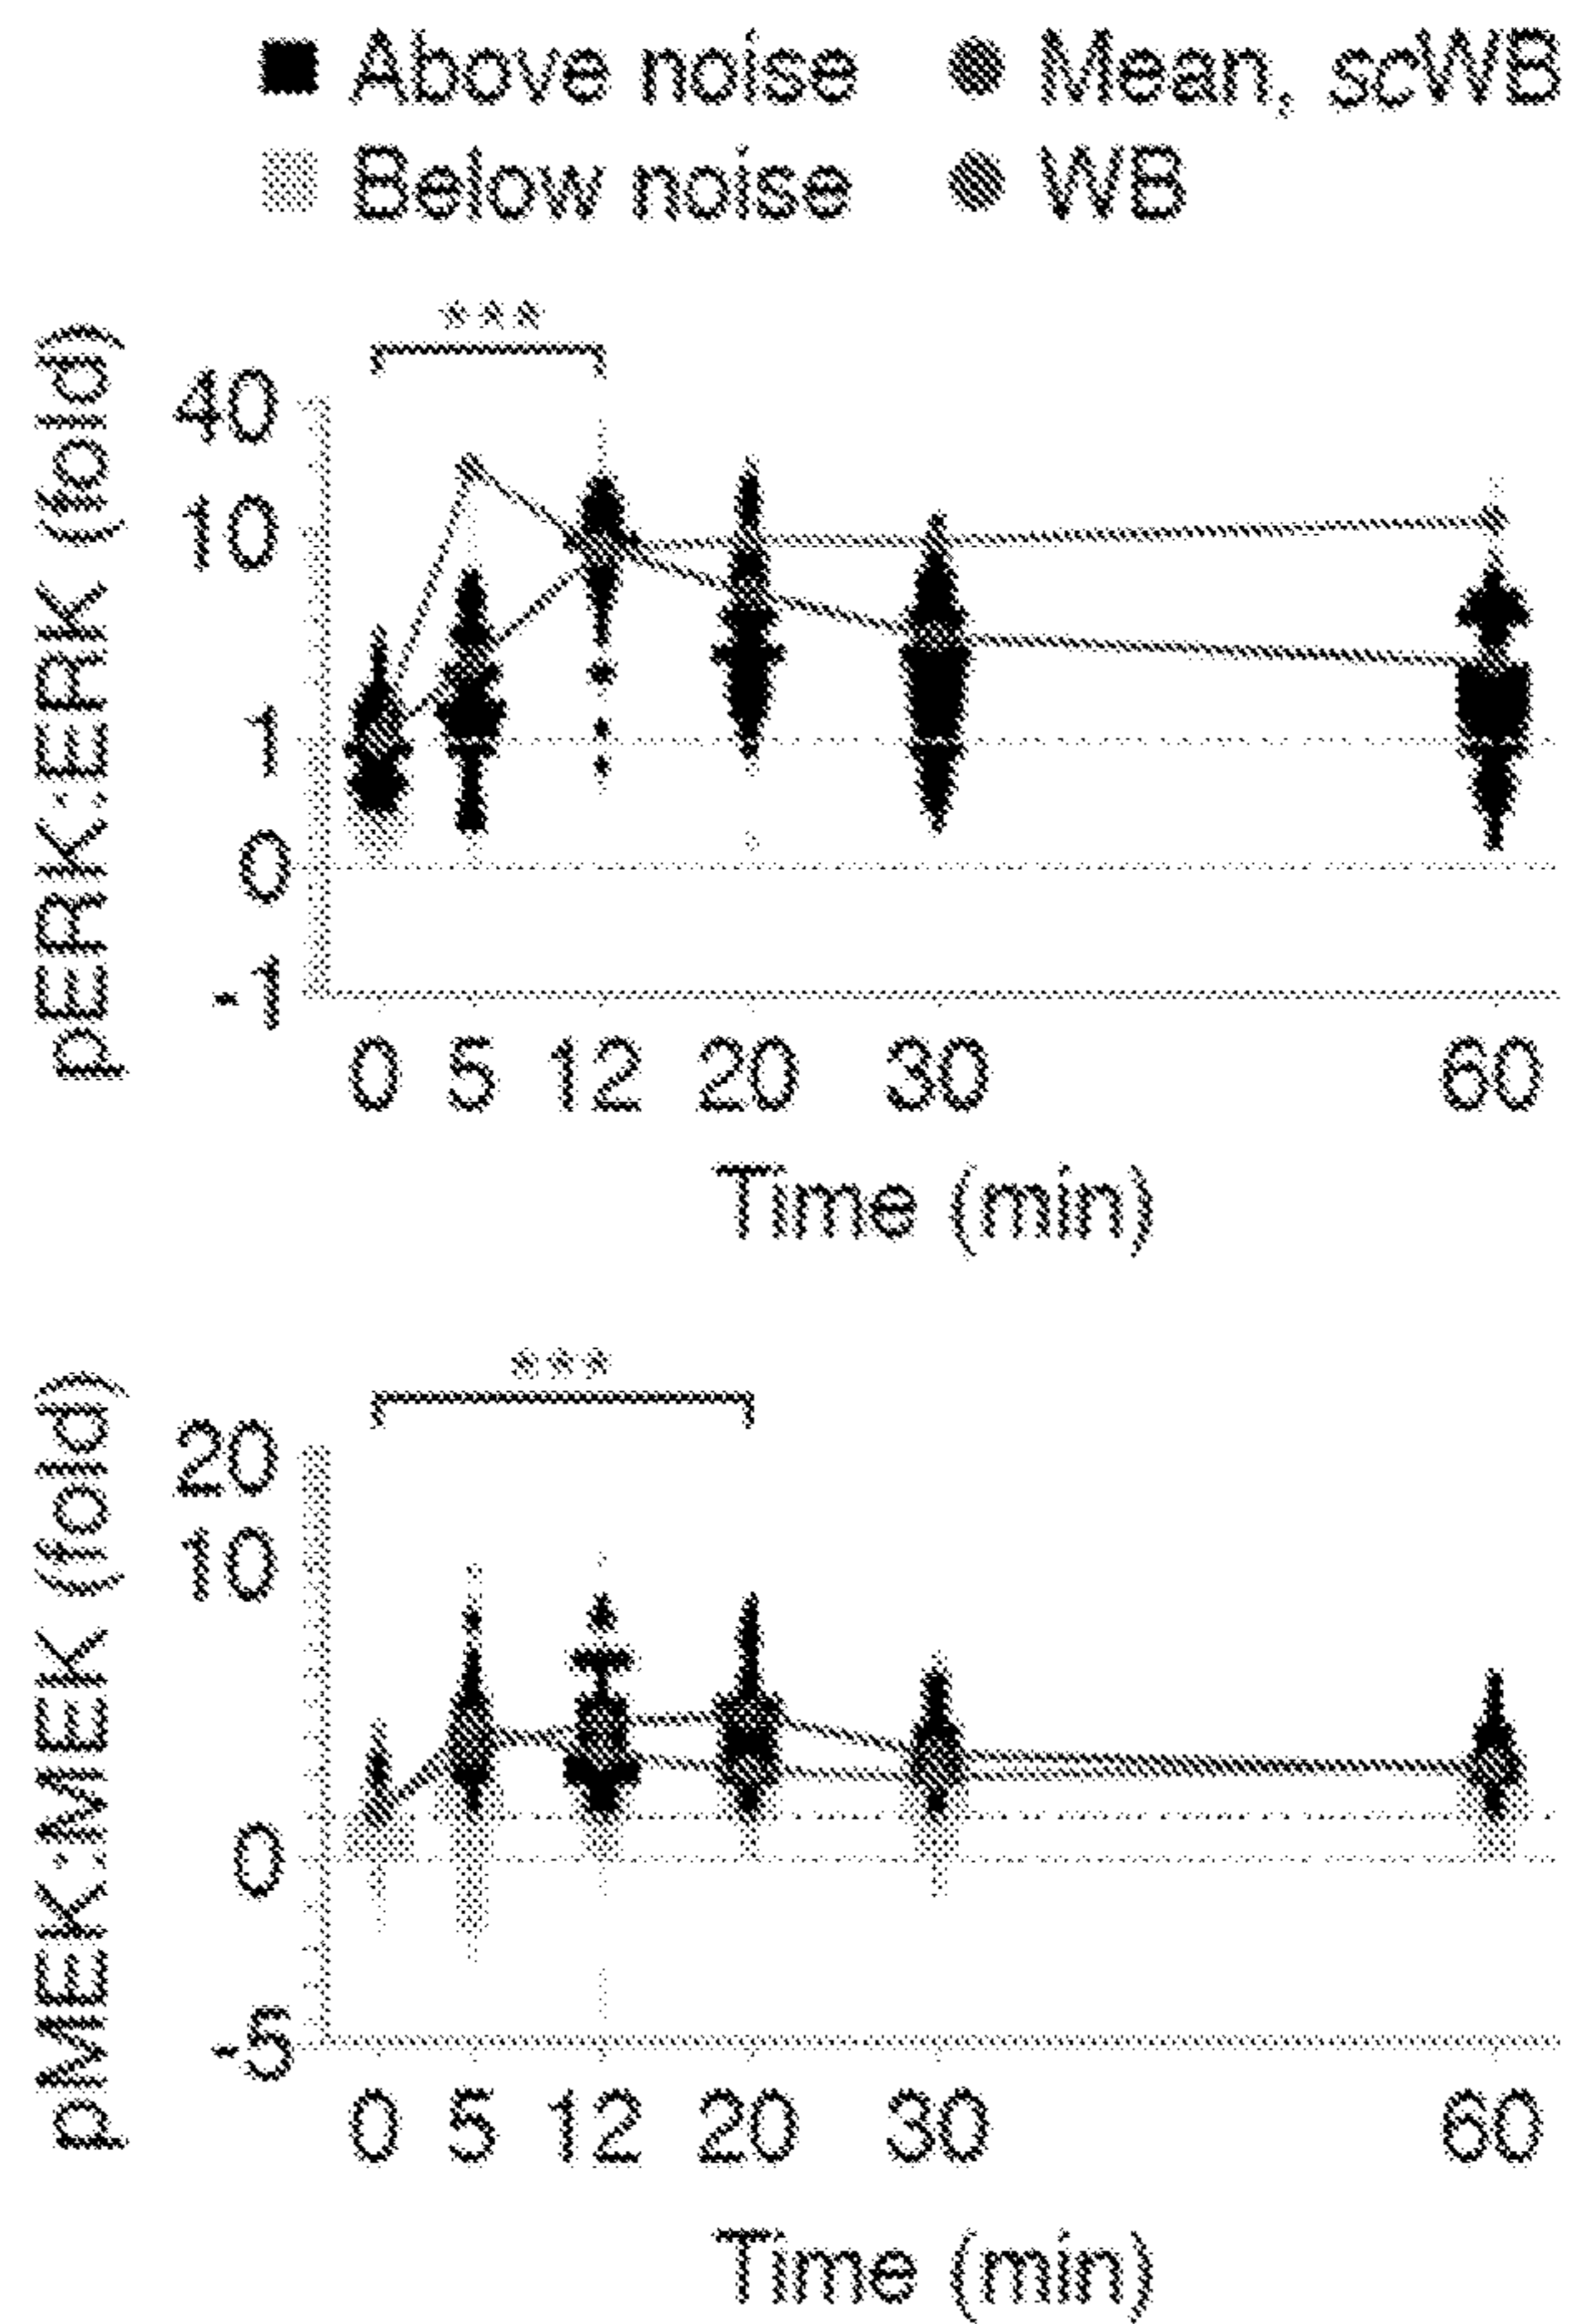 Above noise
Mean, scWB
Below noise
WB
***
pERK:ERK (fold)
40
10
1
0
-1
0 5 12 20 30 60
Time (min)
***
pMEK:MEK (fold)
20
10
0
-5
0 5 12 20 30 60
Time (min)